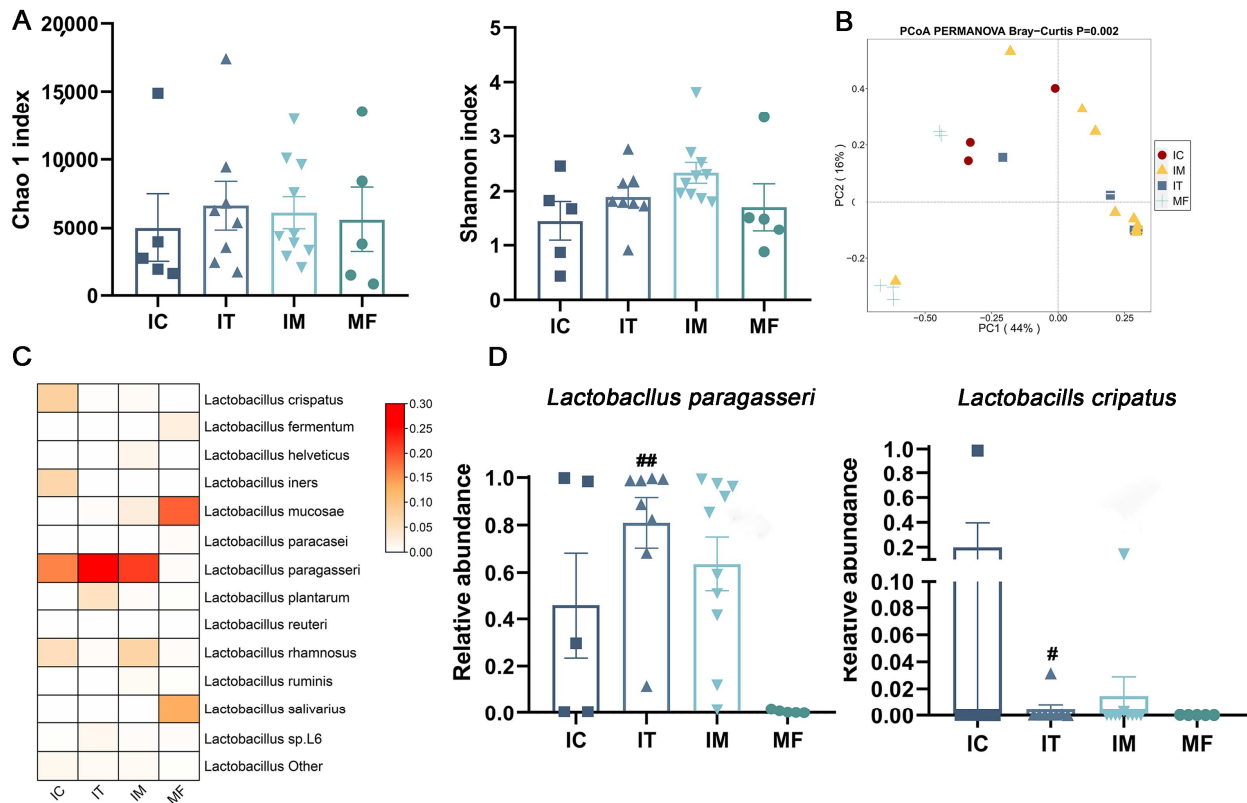 A
20000
15000
10000
5000
0
Chao 1 index
IC IT IM MF
5
4
3
2
1
0
Shannon index
IC IT IM MF
B
PCoA PERMANOVA Bray-Curtis P=0.002
0.4
0.2
-0.2
PC2 ( 16%)
-0.50 -0.25 0.00 0.25
PC1 ( 44%)
IC
IM
IT
MF
C
Lactobacillus crispatus
Lactobacillus fermentum
Lactobacillus helveticus
Lactobacillus iners
Lactobacillus mucosae
Lactobacillus paracasei
Lactobacillus paragasseri
Lactobacillus plantarum
Lactobacillus reuteri
Lactobacillus rhamnosus
Lactobacillus ruminis
Lactobacillus salivarius
Lactobacillus sp.L6
Lactobacillus Other
IC IT IM MF
0.30
0.25
0.20
0.15
0.10
0.05
0.00
D
Lactobacllus paragasseri
1.0
0.8
0.6
0.4
0.2
0.0
Relative abundance
##
IC IT IM MF
Lactobacills cripatus
1.0
0.8
0.6
0.4
0.2
0.10
0.08
0.06
0.04
0.02
0.00
Relative abundance
#
IC IT IM MF